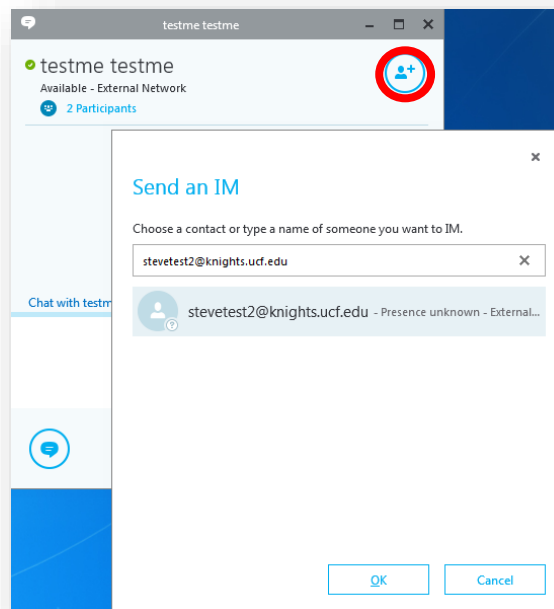 testme testme
testme testme
Available - External Network
2 Participants
Send an IM
Choose a contact or type a name of someone you want to IM.
stevetest2@knights.ucf.edu
Chat with testm
stevetest2@knights.ucf.edu - Presence unknown - External...
OK Cancel